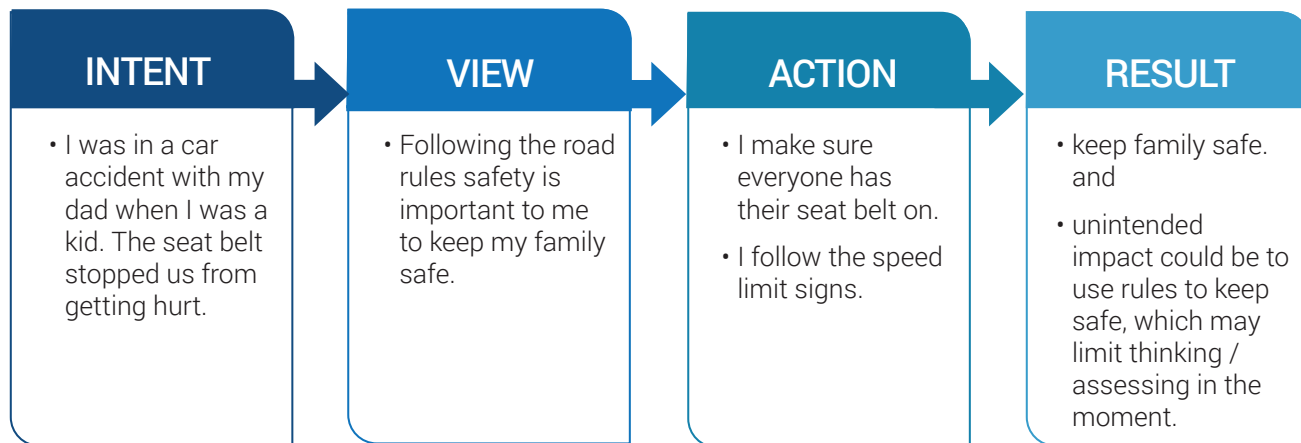 INTENT
• I was in a car
accident with my
dad when I was a
kid. The seat belt
stopped us from
getting hurt.
VIEW
• Following the road
rules safety is
important to me
to keep my family
safe.
ACTION
• I make sure
everyone has
their seat belt on.
• I follow the speed
limit signs.
RESULT
• keep family safe.
and
• unintended
impact could be to
use rules to keep
safe, which may
limit thinking /
assessing in the
moment.